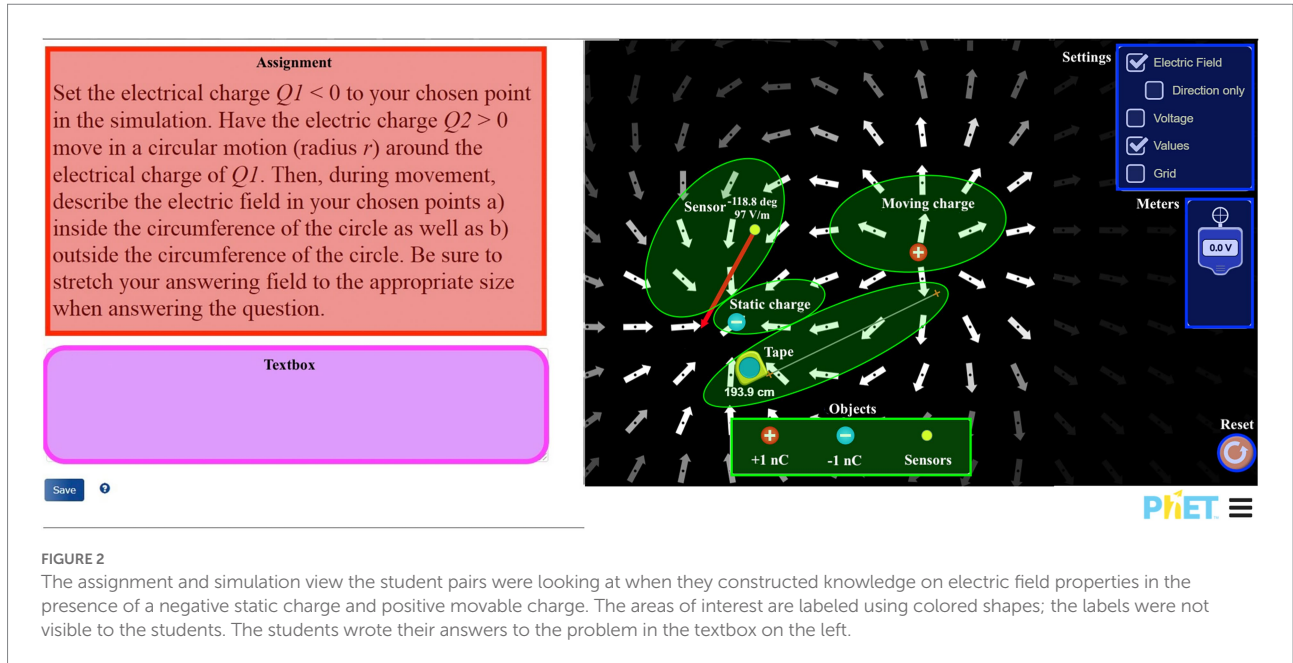 Assignment
Set the electrical charge Q1 < 0 to your chosen point
in the simulation. Have the electric charge Q2 > 0
move in a circular motion (radius r) around the
electrical charge of Q1. Then, during movement,
describe the electric field in your chosen points a)
inside the circumference of the circle as well as b)
outside the circumference of the circle. Be sure to
stretch your answering field to the appropriate size
when answering the question.
Textbox
Save
?
Settings
Electric Field
Direction only
Voltage
Values
Grid
Meters
0.0 V
Sensor
-118.8 deg
97 V/m
Moving charge
+
Static charge
−
Tape
193.9 cm
Objects
+ −
+1 nC -1 nC Sensors
Reset
PhET
FIGURE 2
The assignment and simulation view the student pairs were looking at when they constructed knowledge on electric field properties in the
presence of a negative static charge and positive movable charge. The areas of interest are labeled using colored shapes; the labels were not
visible to the students. The students wrote their answers to the problem in the textbox on the left.